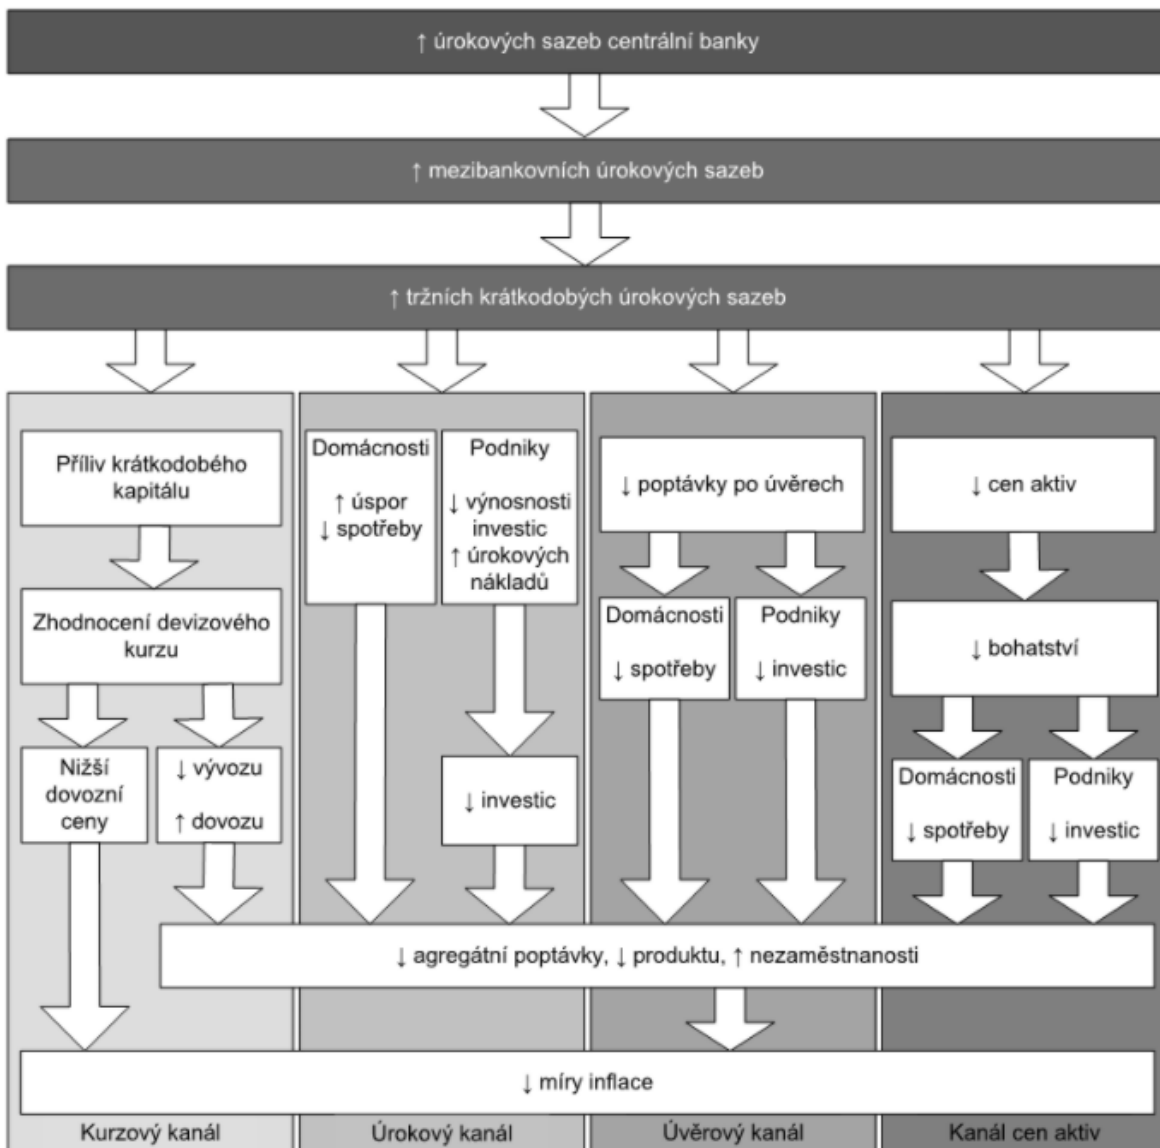 ↑ úrokových sazeb centrální banky
↑ mezibankovních úrokových sazeb
↑ tržních krátkodobých úrokových sazeb
Příliv krátkodobého
kapitálu
Zhodnocení devizového
kurzu
Nižší
dovozní
ceny
↓ vývozu
↑ dovozu
Domácnosti
↑ úspor
↓ spotřeby
Podniky
↓ výnosnosti
investic
↑ úrokových
nákladů
↓ investic
↓ poptávky po úvěrech
Domácnosti
↓ spotřeby
Podniky
↓ investic
↓ cen aktiv
↓ bohatství
Domácnosti
↓ spotřeby
Podniky
↓ investic
↓ agregátní poptávky, ↓ produktu, ↑ nezaměstnanosti
↓ míry inflace
Kurzový kanál
Úrokový kanál
Úvěrový kanál
Kanál cen aktiv